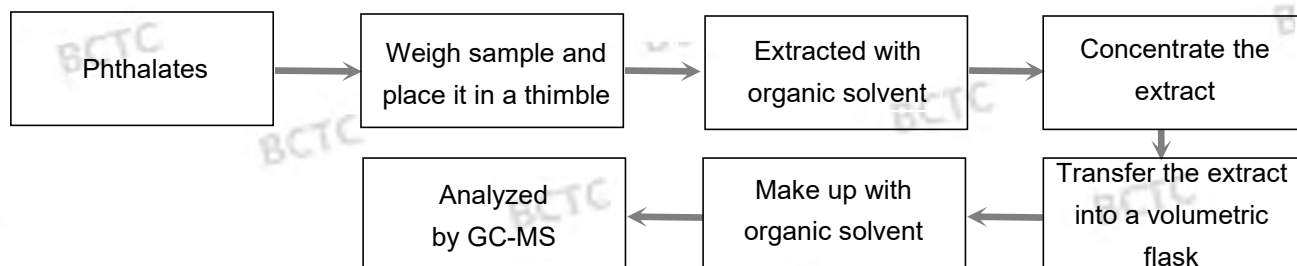 Phthalates
Weigh sample and
place it in a thimble
Extracted with
organic solvent
Concentrate the
extract
Transfer the extract
into a volumetric
flask
Make up with
organic solvent
Analyzed
by GC-MS
BCTC
BCTC
BCTC
BCTC
BCTC